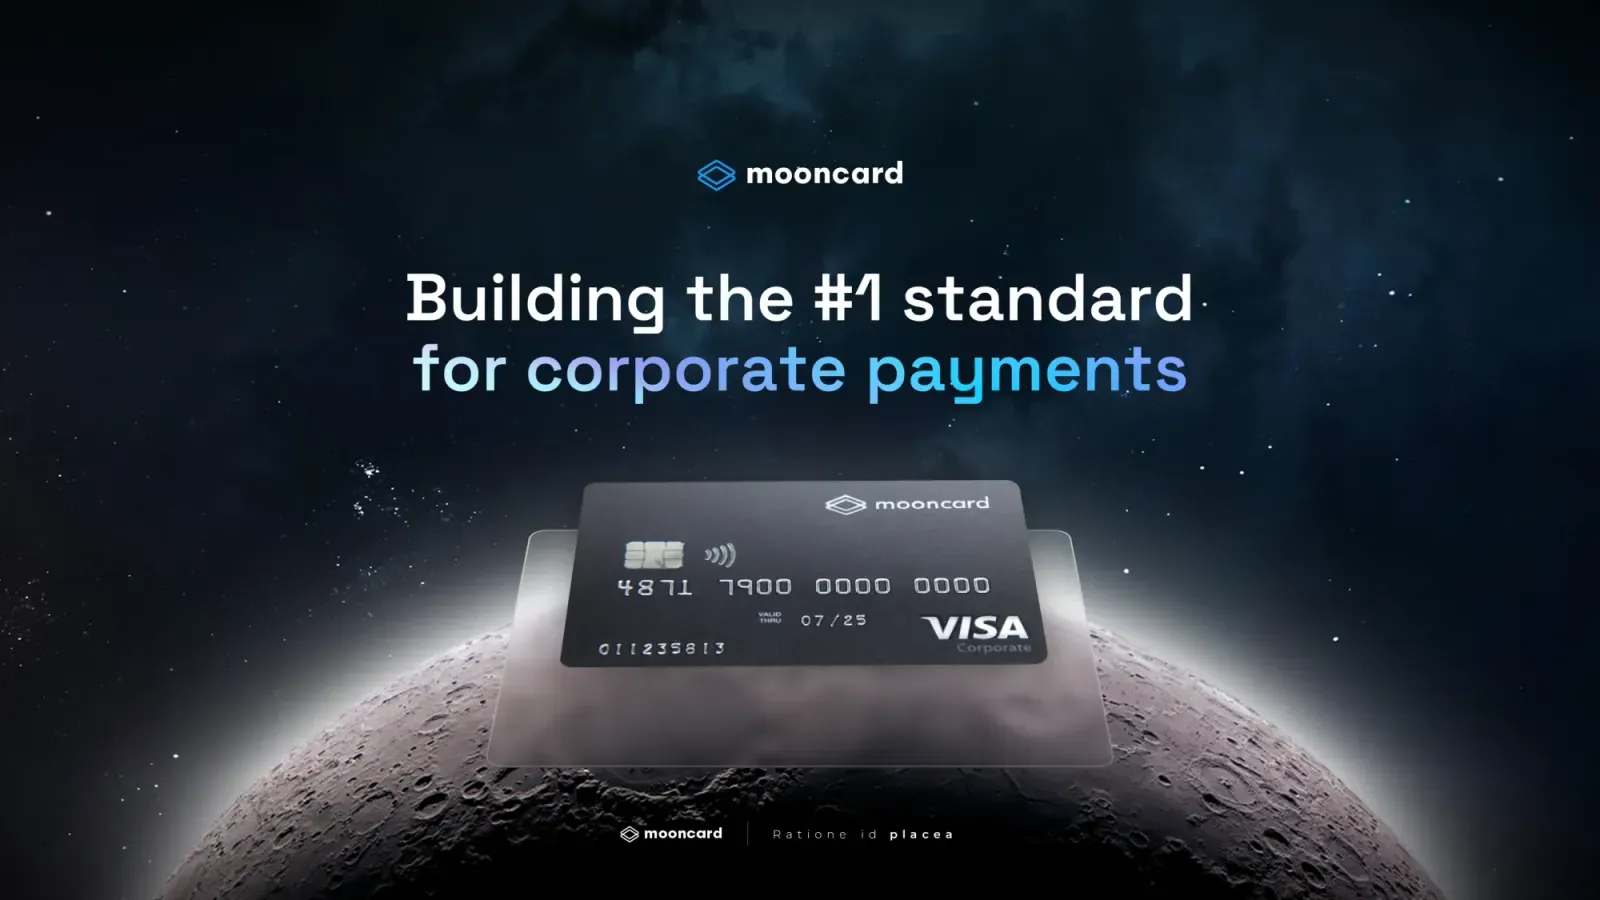 mooncard
Building the #1 standard
for corporate payments
mooncard
4871 7900 0000 0000
VALID THRU 07/25
VISA
011235813
Corporate
mooncard
Ratione id placea